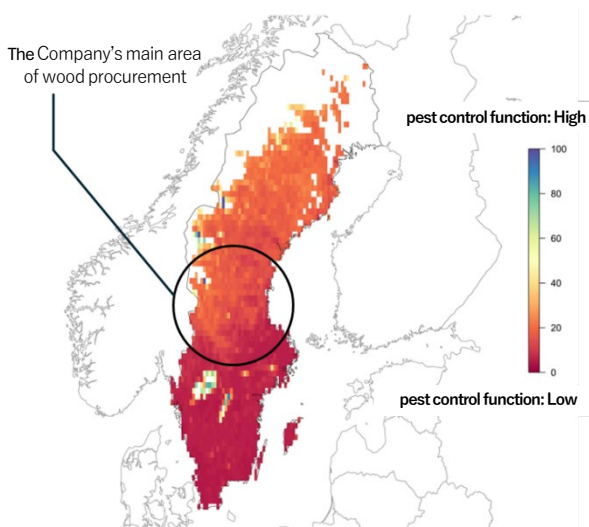 The Company's main area
of wood procurement
pest control function: High
100
80
60
40
20
0
pest control function: Low